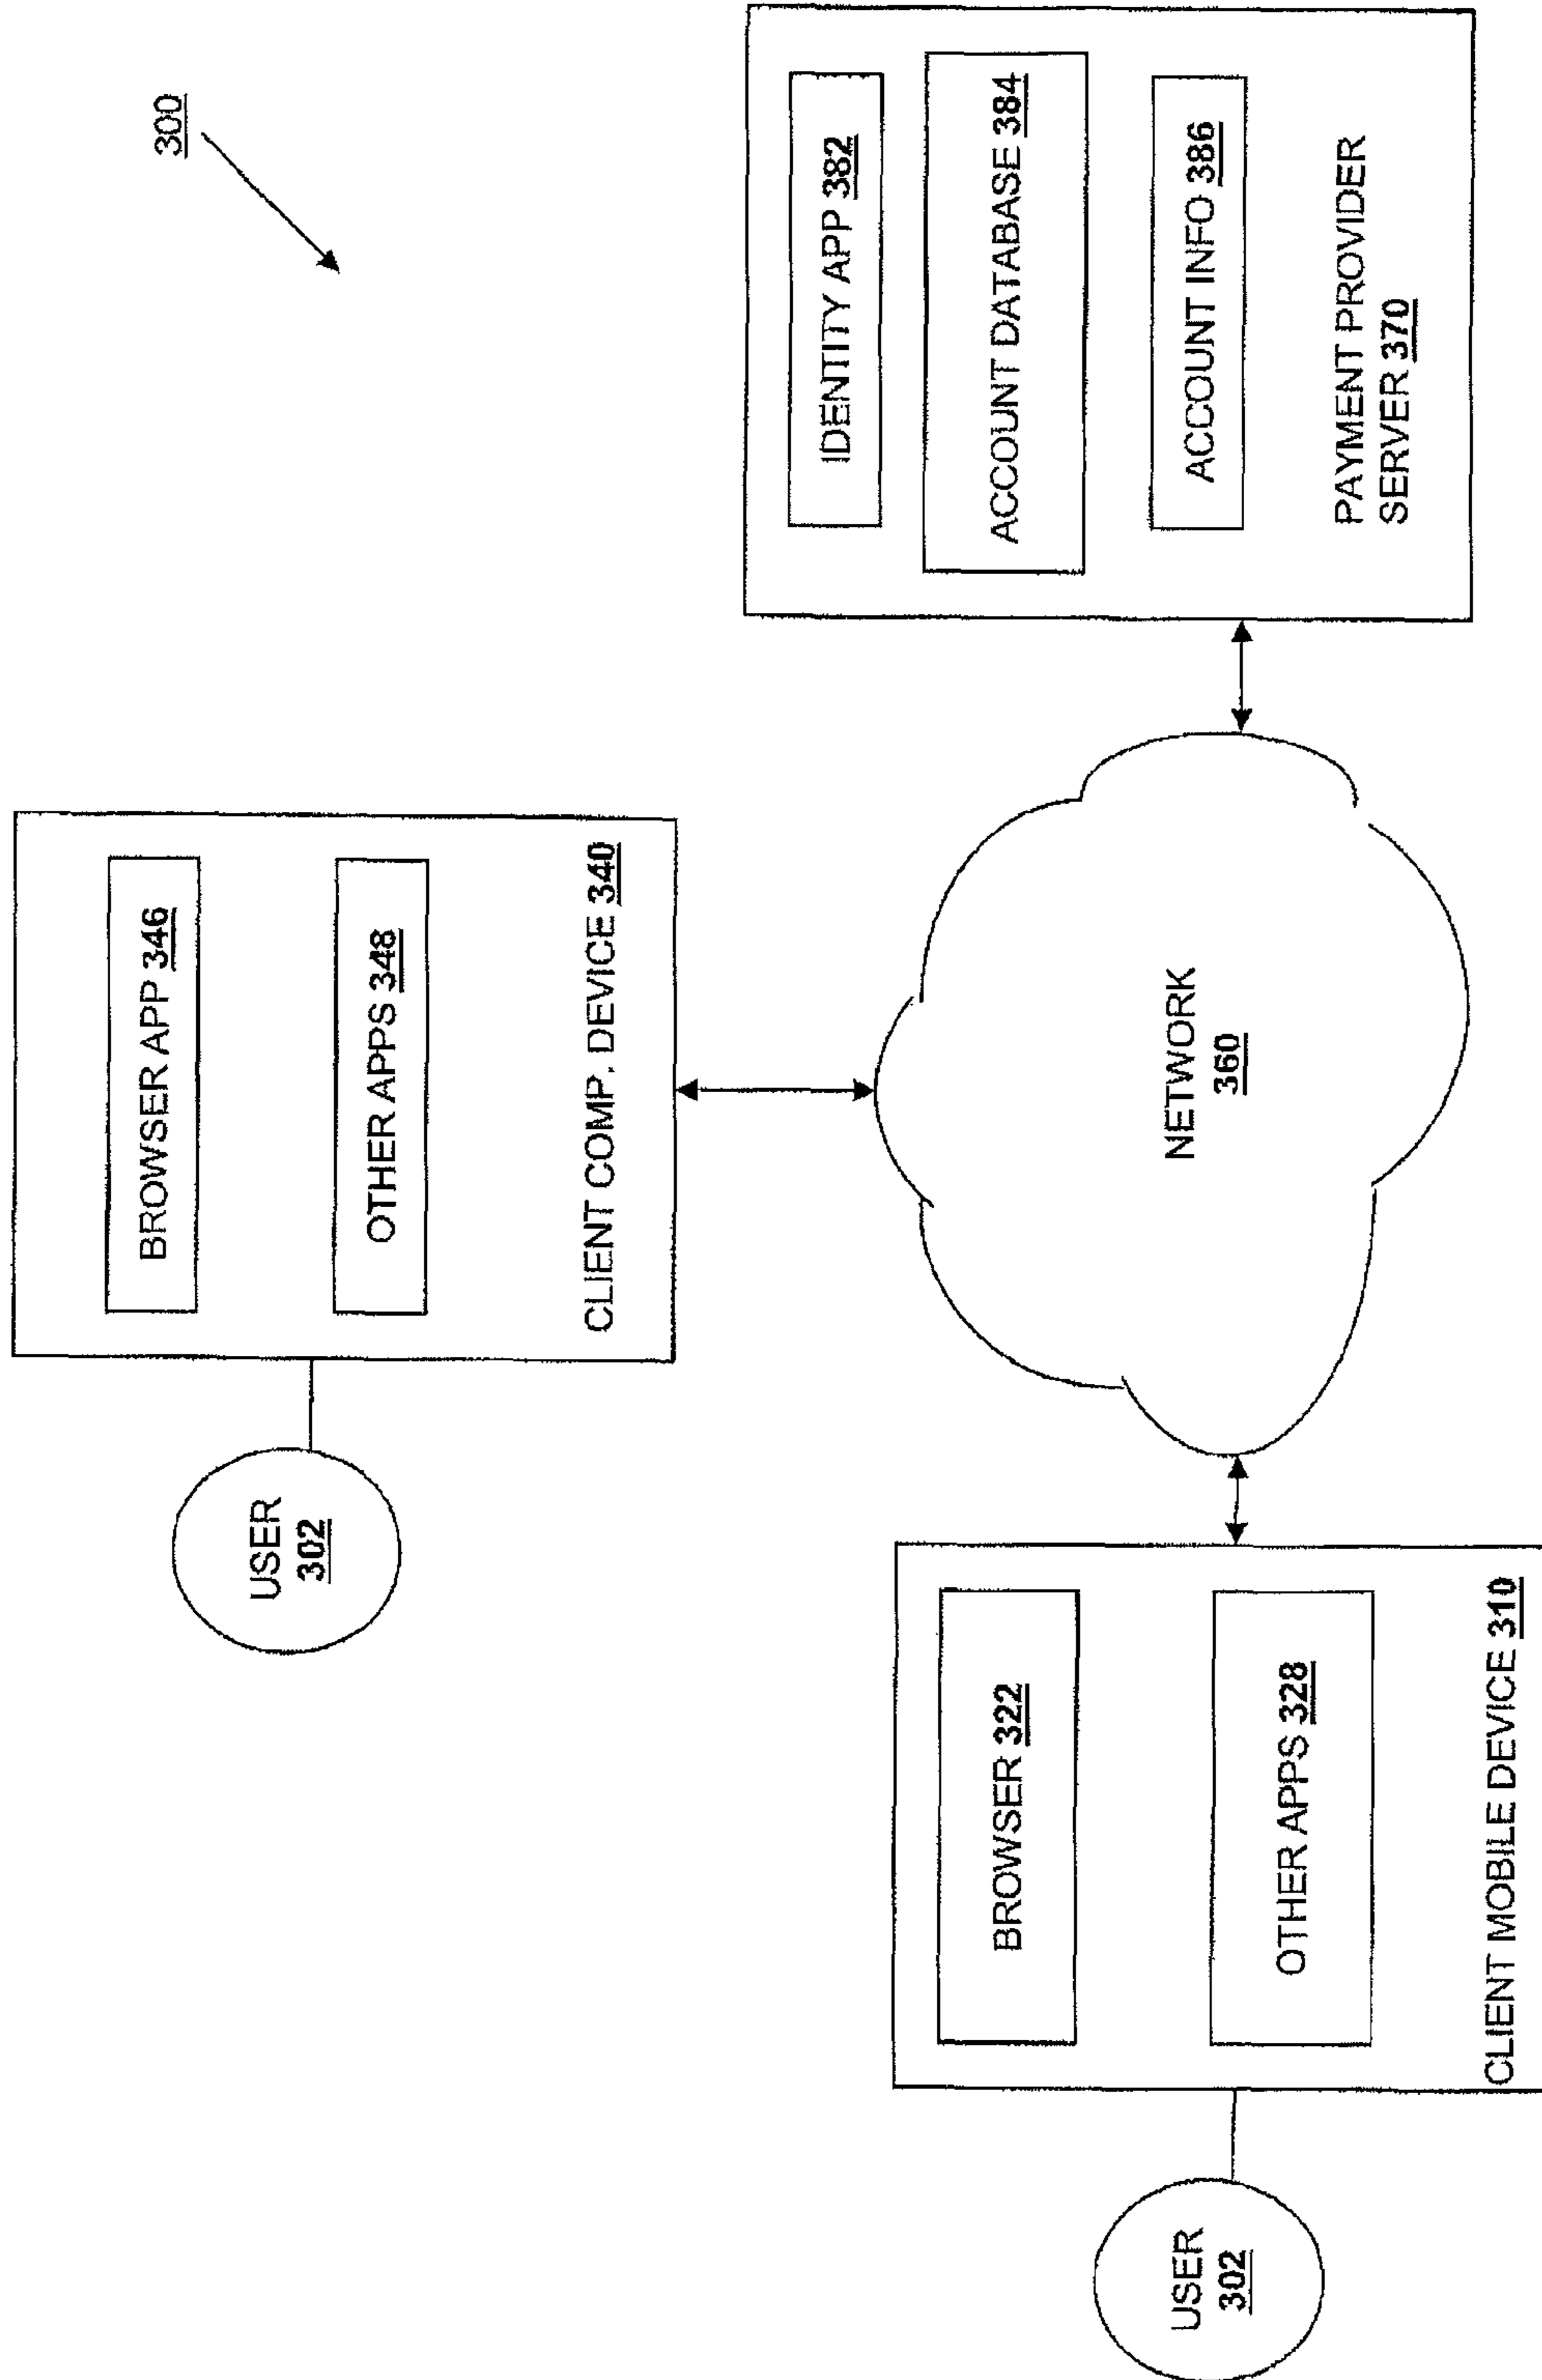 300
USER
302
BROWSER APP 346
OTHER APPS 348
CLIENT COMP. DEVICE 340
USER
302
BROWSER 322
OTHER APPS 328
CLIENT MOBILE DEVICE 310
NETWORK
360
IDENTITY APP 382
ACCOUNT DATABASE 384
ACCOUNT INFO 386
PAYMENT PROVIDER
SERVER 370